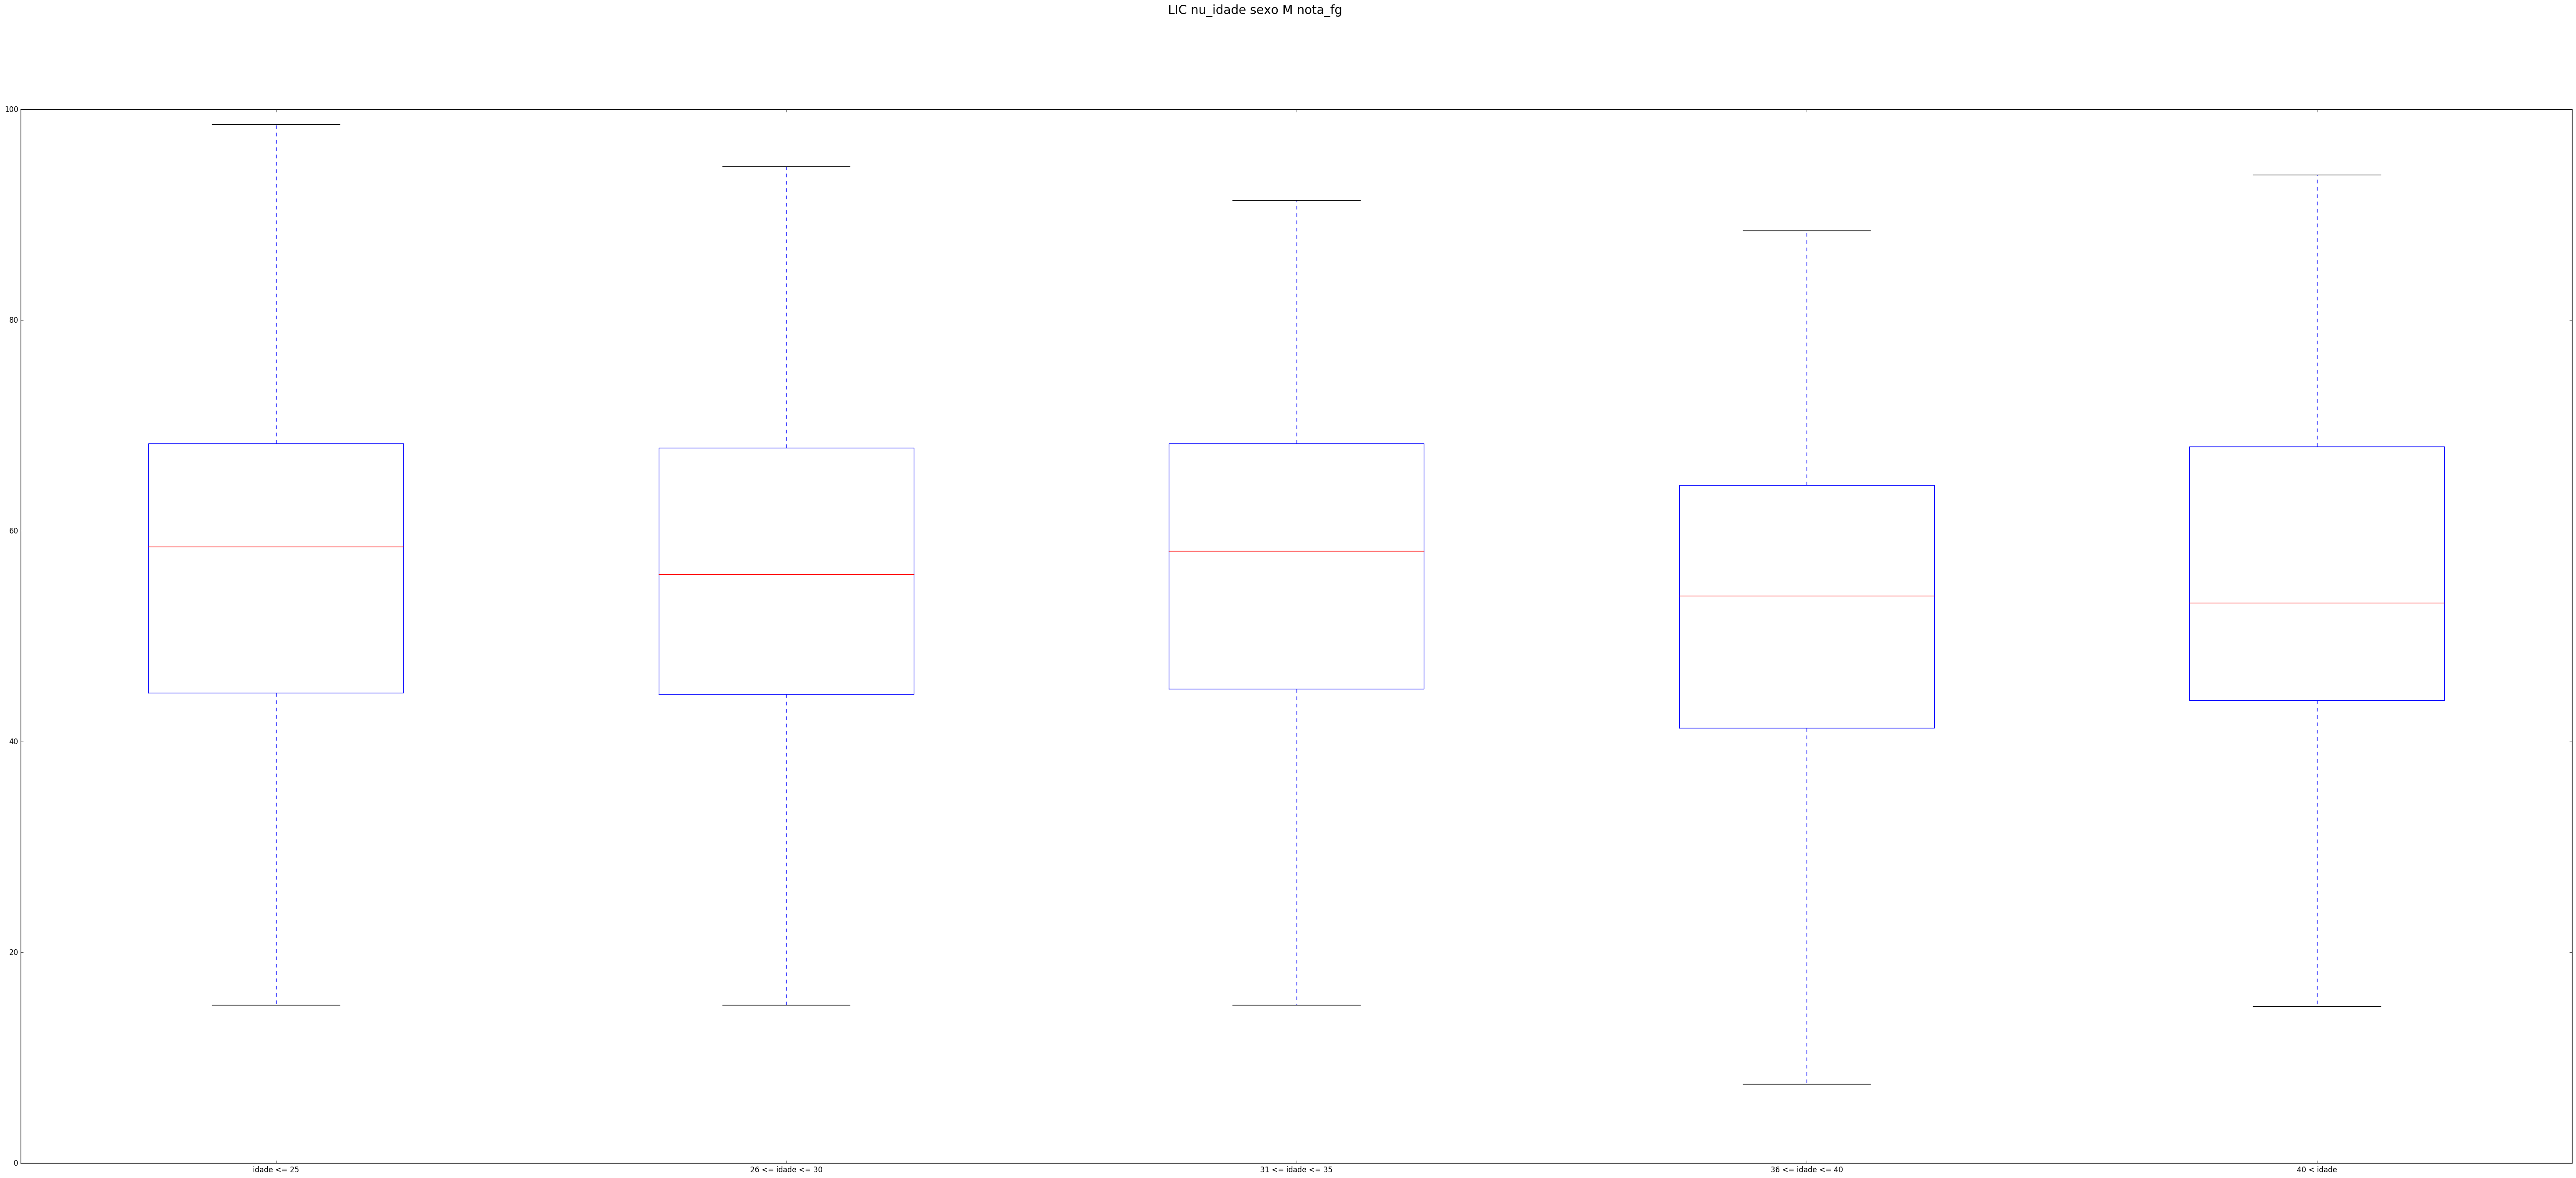 LIC nu_idade sexo M nota_fg
100
80
60
40
20
0
idade <= 25
26 <= idade <= 30
31 <= idade <= 35
36 <= idade <= 40
40 < idade